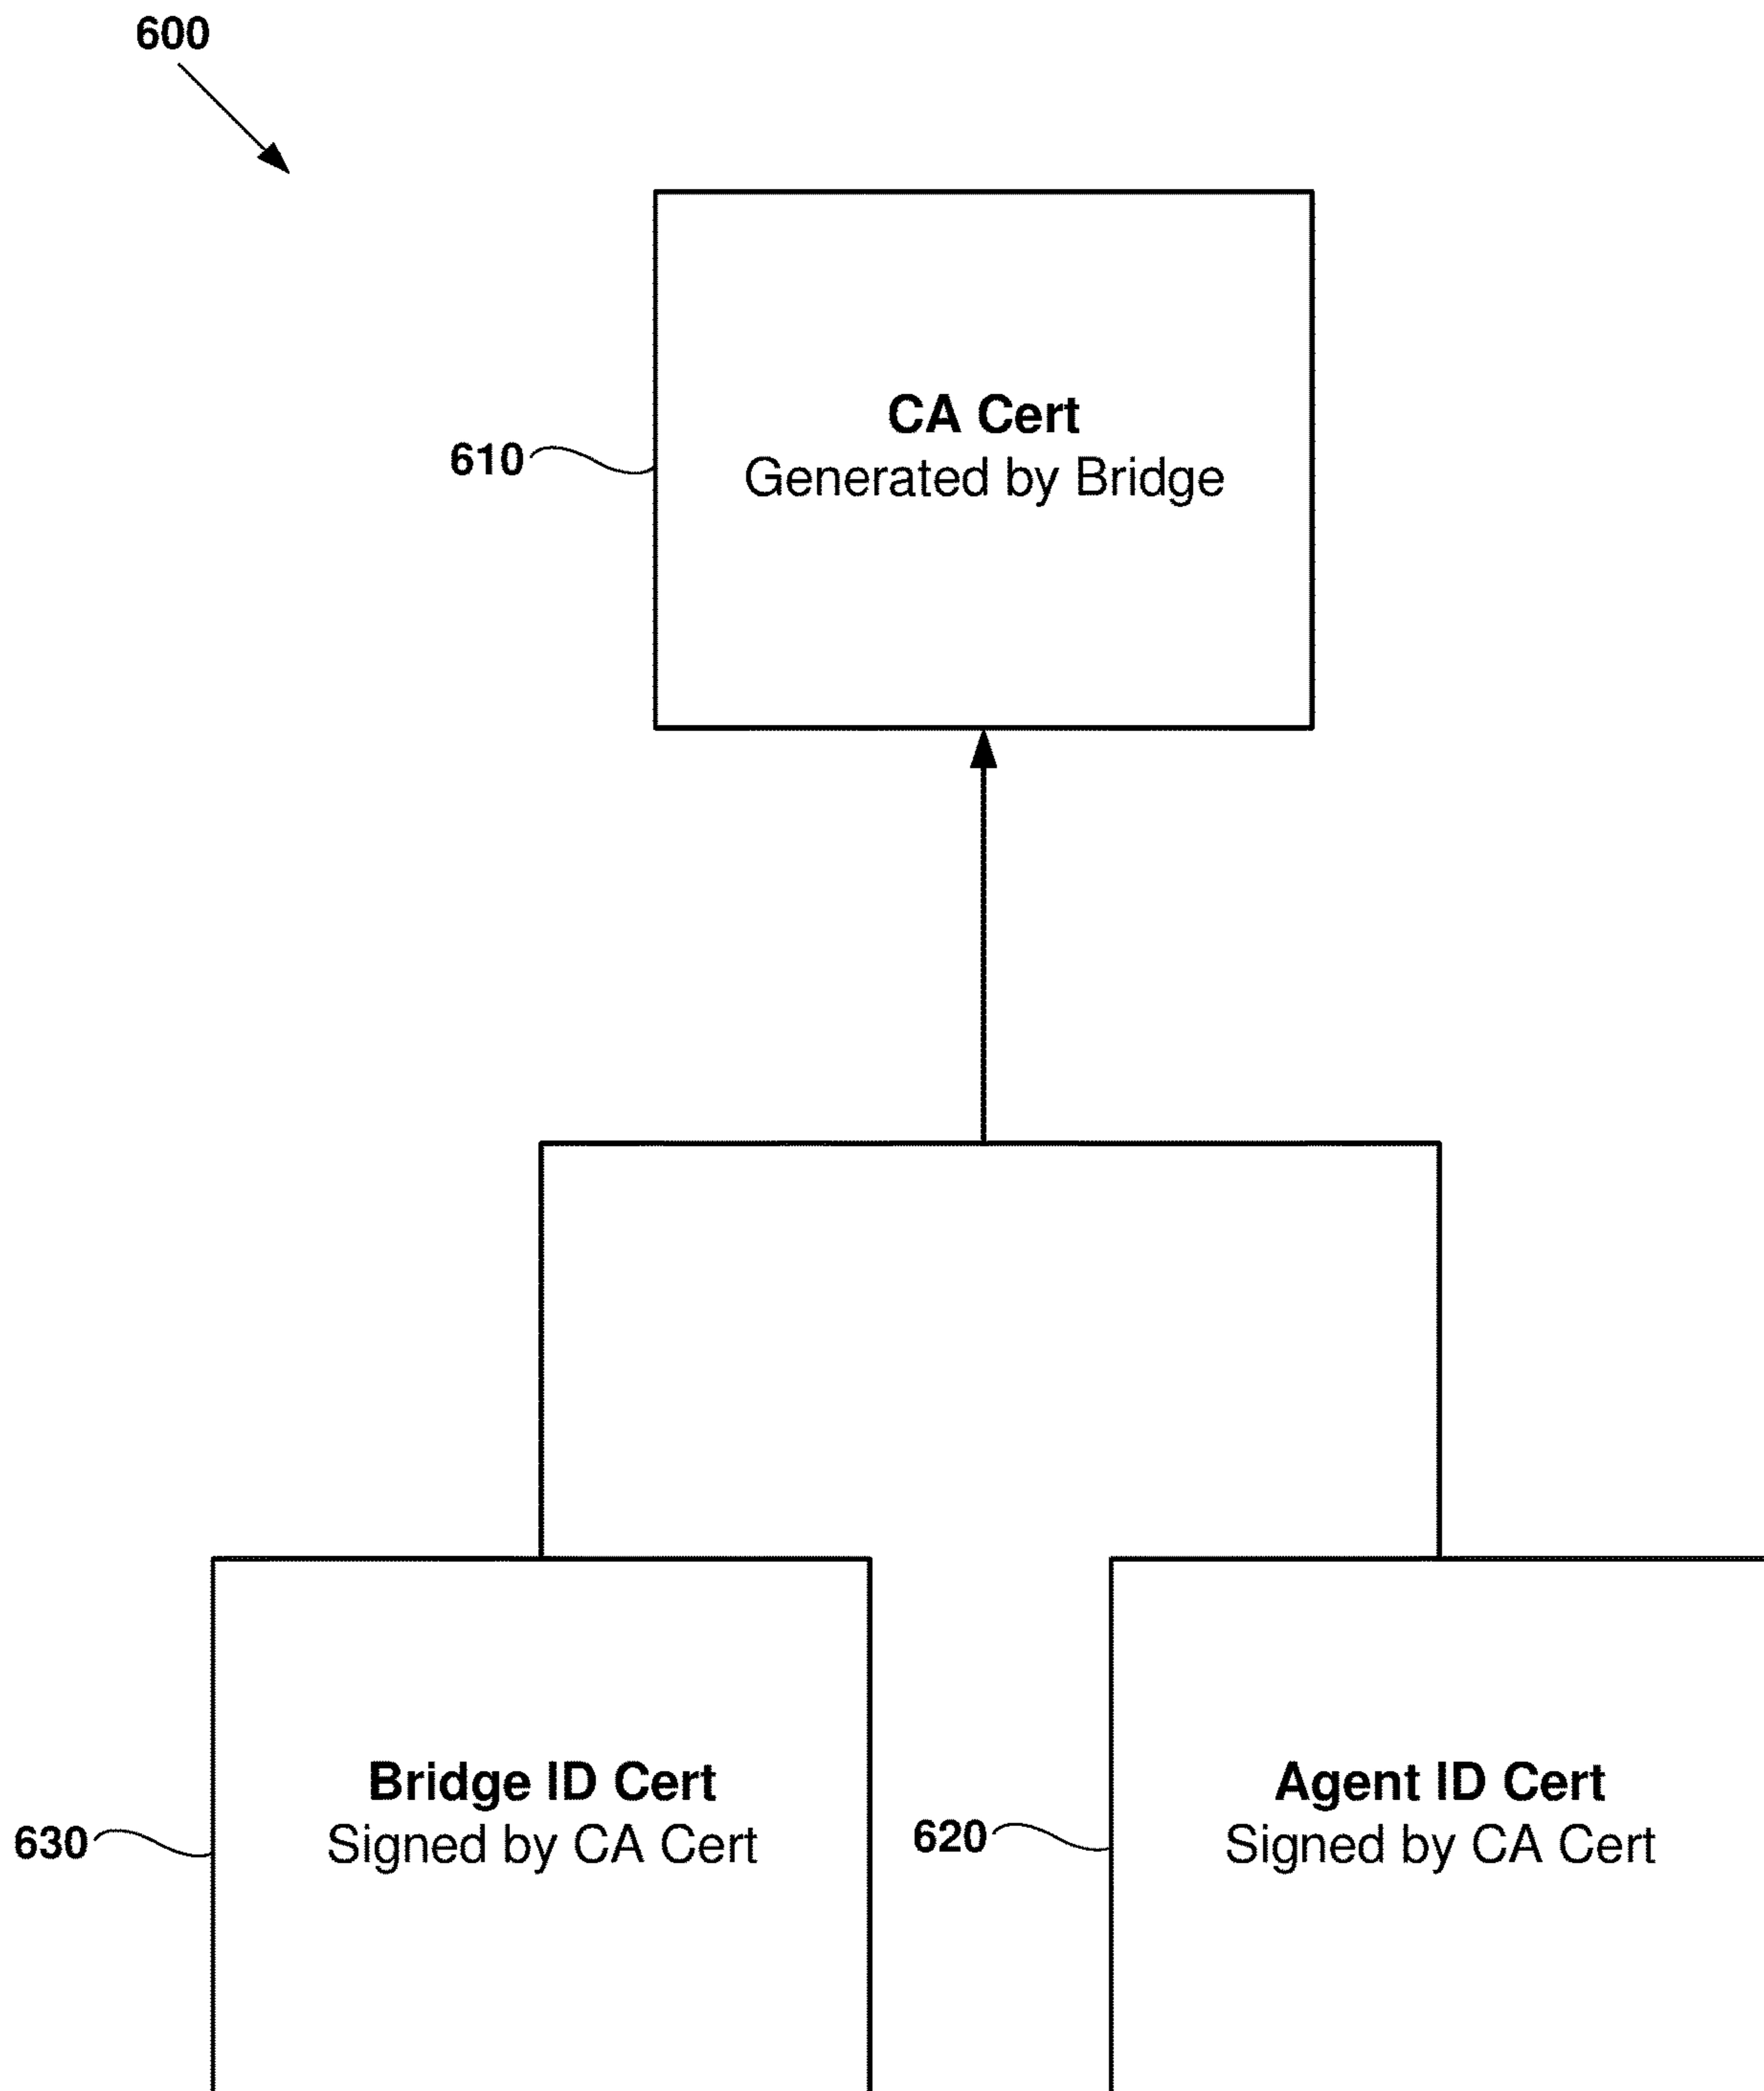 600
CA Cert
610
Generated by Bridge
Bridge ID Cert
630
Signed by CA Cert
Agent ID Cert
620
Signed by CA Cert